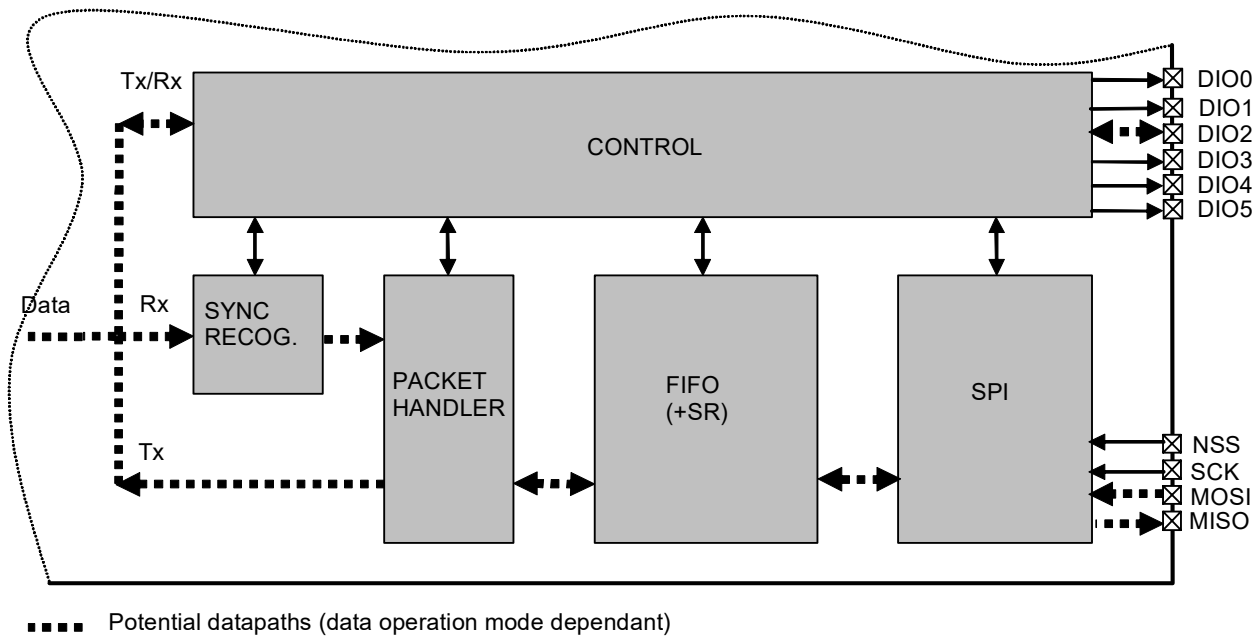 Tx/Rx
CONTROL
DIO0
DIO1
DIO2
DIO3
DIO4
DIO5
Data
Rx
SYNC
RECOG.
PACKET
HANDLER
FIFO
(+SR)
SPI
Tx
NSS
SCK
MOSI
MISO
Potential datapaths (data operation mode dependant)